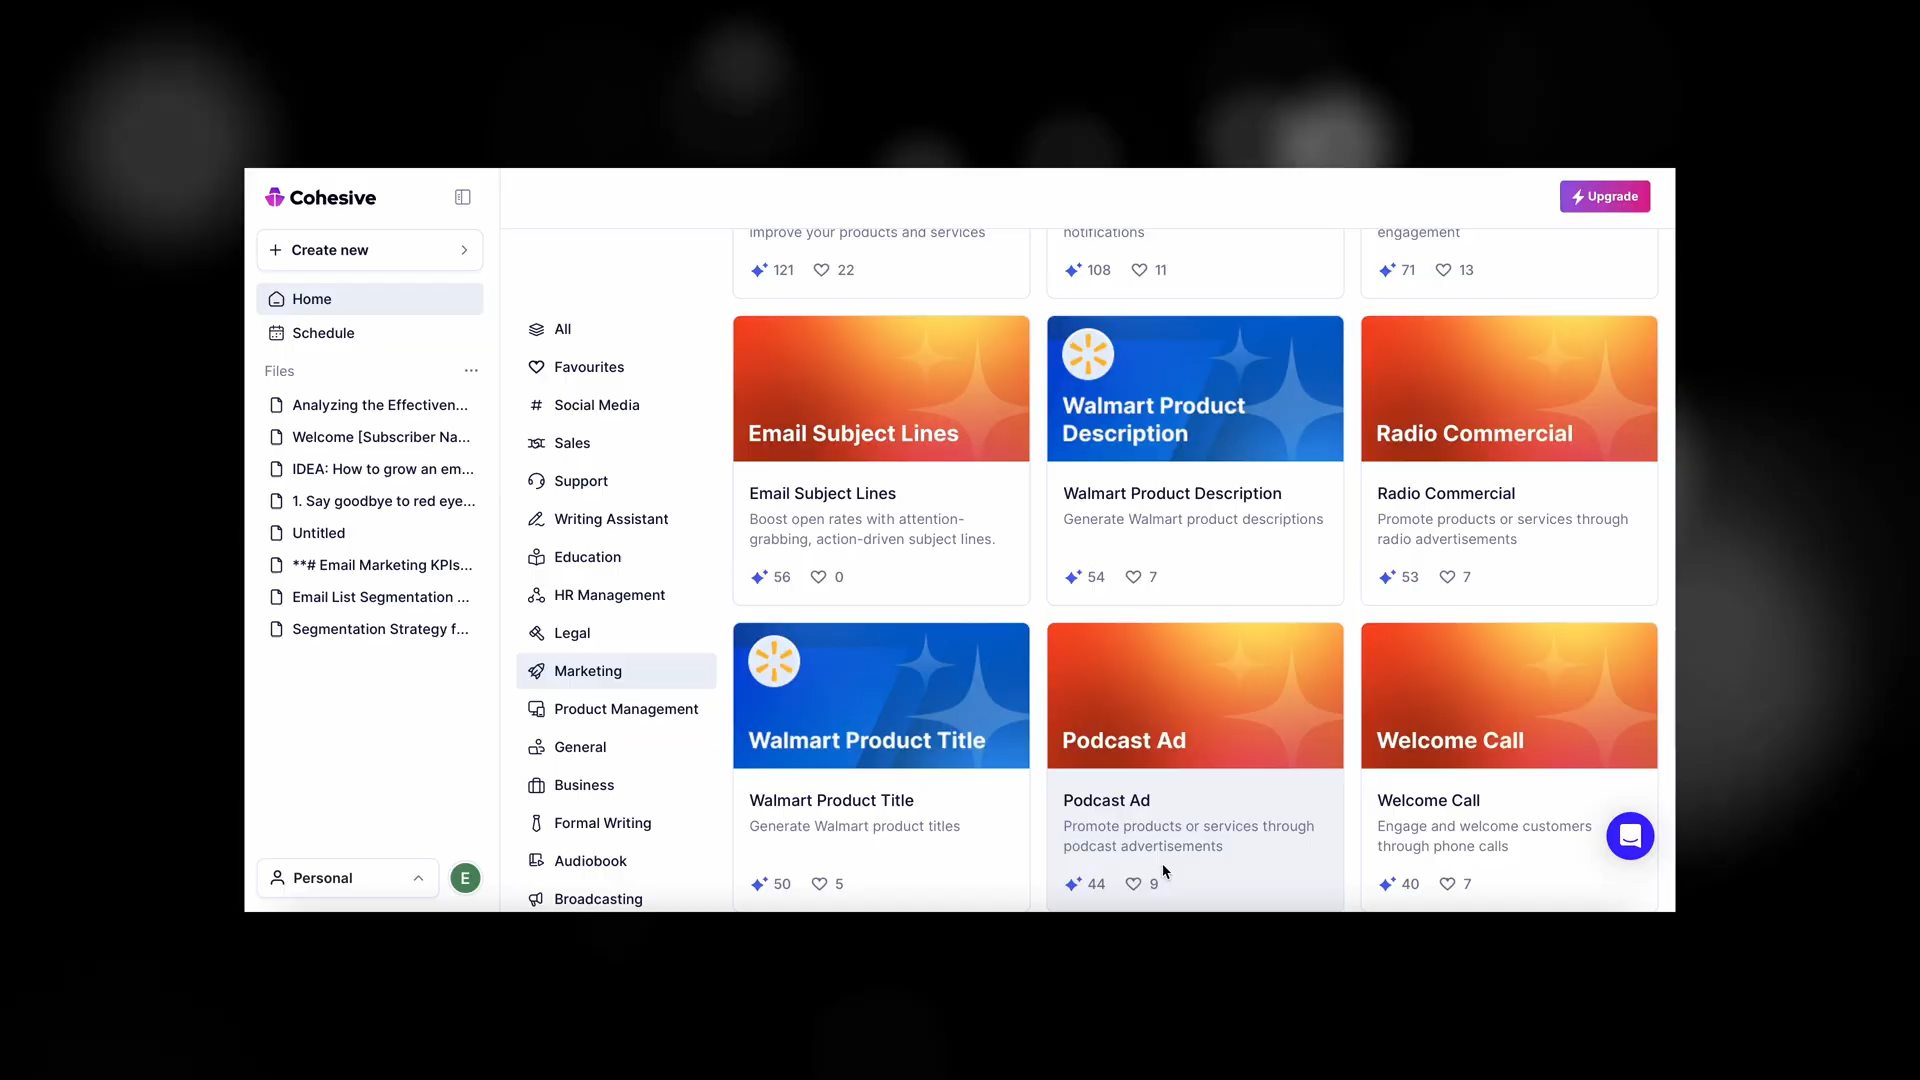 Cohesive
Upgrade
Create new
Home
Schedule
Files
Analyzing the Effectiven...
Welcome [Subscriber Na...
IDEA: How to grow an em...
1. Say goodbye to red eye...
Untitled
**# Email Marketing KPIs...
Email List Segmentation ...
Segmentation Strategy f...
Personal
E
All
Favourites
Social Media
Sales
Support
Writing Assistant
Education
HR Management
Legal
Marketing
Product Management
General
Business
Formal Writing
Audiobook
Broadcasting
improve your products and services
121 22
notifications
108 11
engagement
71 13
Email Subject Lines
Email Subject Lines
Boost open rates with attention-
grabbing, action-driven subject lines.
56 0
Walmart Product
Description
Walmart Product Description
Generate Walmart product descriptions
54 7
Radio Commercial
Radio Commercial
Promote products or services through
radio advertisements
53 7
Walmart Product Title
Walmart Product Title
Generate Walmart product titles
50 5
Podcast Ad
Podcast Ad
Promote products or services through
podcast advertisements
44 9
Welcome Call
Welcome Call
Engage and welcome customers
through phone calls
40 7